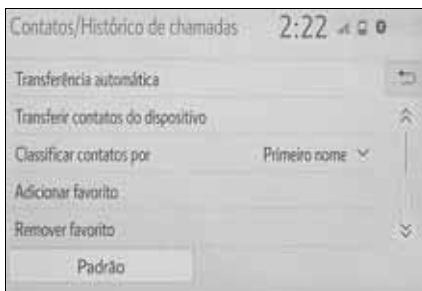 Contatos/Histórico de chamadas 2:22
Transferência automática
Transferir contatos do dispositivo
Classificar contatos por Primeiro nome
Adicionar favorito
Remover favorito
Padrão